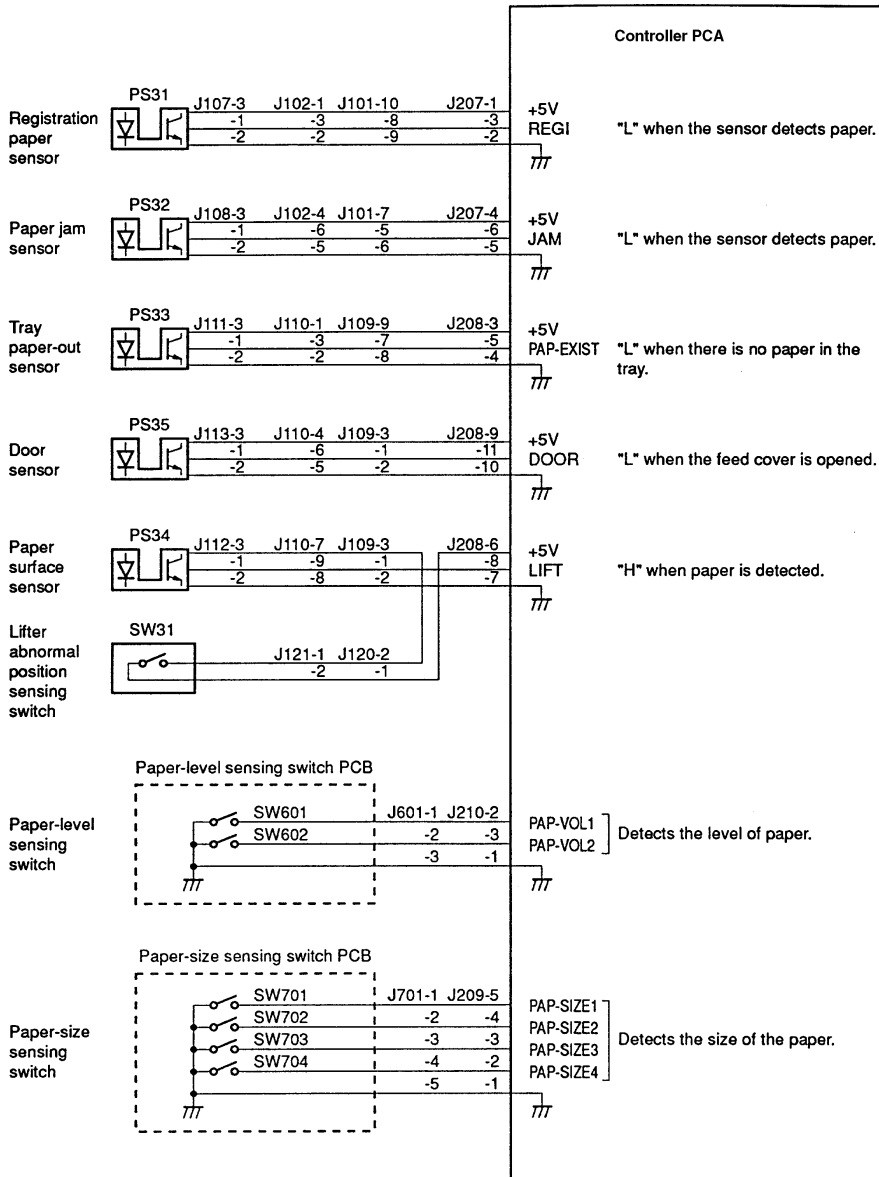 Controller PCA
PS31
Registration paper sensor
J107-3 J102-1 J101-10 J207-1 +5V
-1 -3 -8 -3 REGI "L" when the sensor detects paper.
-2 -2 -9 -2
PS32
Paper jam sensor
J108-3 J102-4 J101-7 J207-4 +5V
-1 -6 -5 -6 JAM "L" when the sensor detects paper.
-2 -5 -6 -5
PS33
Tray paper-out sensor
J111-3 J110-1 J109-9 J208-3 +5V
-1 -3 -7 -5 PAP-EXIST "L" when there is no paper in the tray.
-2 -2 -8 -4
PS35
Door sensor
J113-3 J110-4 J109-3 J208-9 +5V
-1 -6 -1 -11 DOOR "L" when the feed cover is opened.
-2 -5 -2 -10
PS34
Paper surface sensor
J112-3 J110-7 J109-3 J208-6 +5V
-1 -9 -1 -8 LIFT "H" when paper is detected.
-2 -8 -2 -7
SW31
Lifter abnormal position sensing switch
J121-1 J120-2
-2 -1
Paper-level sensing switch PCB
Paper-level sensing switch
SW601 J601-1 J210-2 PAP-VOL1
SW602 -2 -3 PAP-VOL2
Detects the level of paper.
-3 -1
Paper-size sensing switch PCB
Paper-size sensing switch
SW701 J701-1 J209-5 PAP-SIZE1
SW702 -2 -4 PAP-SIZE2
SW703 -3 -3 PAP-SIZE3
SW704 -4 -2 PAP-SIZE4
Detects the size of the paper.
-5 -1